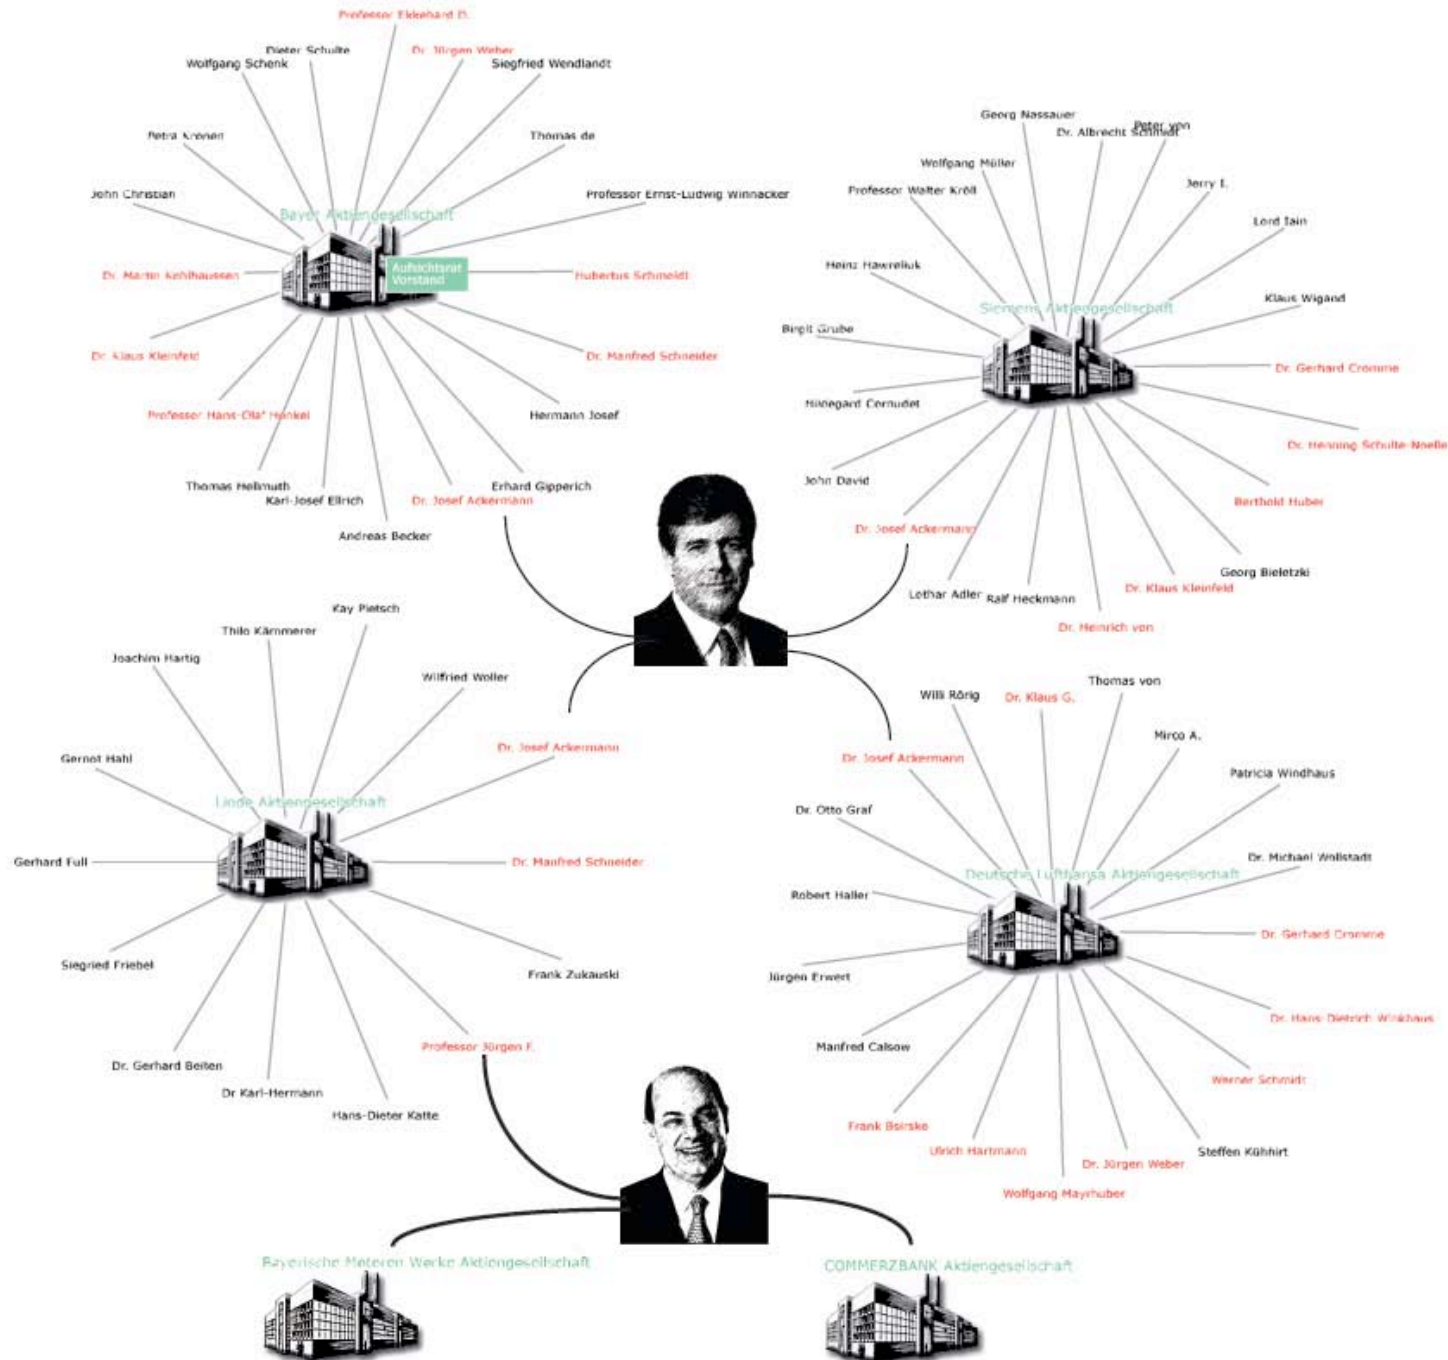 Professor Ekkehard D.
Dieter Schulte
Dr. Jürgen Weber
Wolfgang Schenk
Siegfried Wendlandt
Petra Kronen
Thomas de
John Christian
Professor Ernst-Ludwig Winnacker
Bayer Aktiengesellschaft
Dr. Martin Kohlhaussen
Aufsichtsrat
Vorstand
Hubertus Schmoldt
Dr. Klaus Kleinfeld
Dr. Manfred Schneider
Professor Hans-Olaf Henkel
Hermann Josef
Thomas Hellmuth
Karl-Josef Ellrich
Dr. Josef Ackermann
Erhard Gipperich
Andreas Becker
Georg Nassauer
Dr. Albrecht Schmidt
Peter von
Wolfgang Müller
Professor Walter Kröll
Jerry I.
Lord Iain
Heinz Hawreliuk
Klaus Wigand
Siemens Aktiengesellschaft
Birgit Grube
Dr. Gerhard Cromme
Hildegard Cornudet
Dr. Henning Schulte-Noelle
John David
Berthold Huber
Dr. Josef Ackermann
Georg Bieletzki
Lothar Adler
Ralf Heckmann
Dr. Klaus Kleinfeld
Dr. Heinrich von
Kay Pietsch
Thilo Kämmerer
Joachim Hartig
Wilfried Woller
Dr. Josef Ackermann
Gernot Hahl
Linde Aktiengesellschaft
Gerhard Full
Dr. Manfred Schneider
Siegried Friebel
Frank Zukauski
Professor Jürgen F.
Dr. Gerhard Beiten
Dr Karl-Hermann
Hans-Dieter Katte
Thomas von
Willi Rörig
Dr. Klaus G.
Mirco A.
Dr. Josef Ackermann
Patricia Windhaus
Dr. Otto Graf
Dr. Michael Wollstadt
Deutsche Lufthansa Aktiengesellschaft
Robert Haller
Dr. Gerhard Cromme
Jürgen Erwert
Dr. Hans-Dietrich Winkhaus
Manfred Calsow
Werner Schmidt
Frank Bsirske
Ulrich Hartmann
Dr. Jürgen Weber
Steffen Kühhirt
Wolfgang Mayrhuber
Bayerische Motoren Werke Aktiengesellschaft
COMMERZBANK Aktiengesellschaft